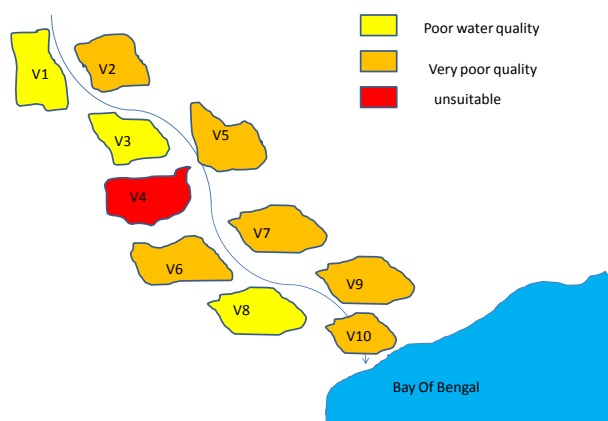 V1
V2
V3
V4
V5
V6
V7
V8
V9
V10
Poor water quality
Very poor quality
unsuitable
Bay Of Bengal